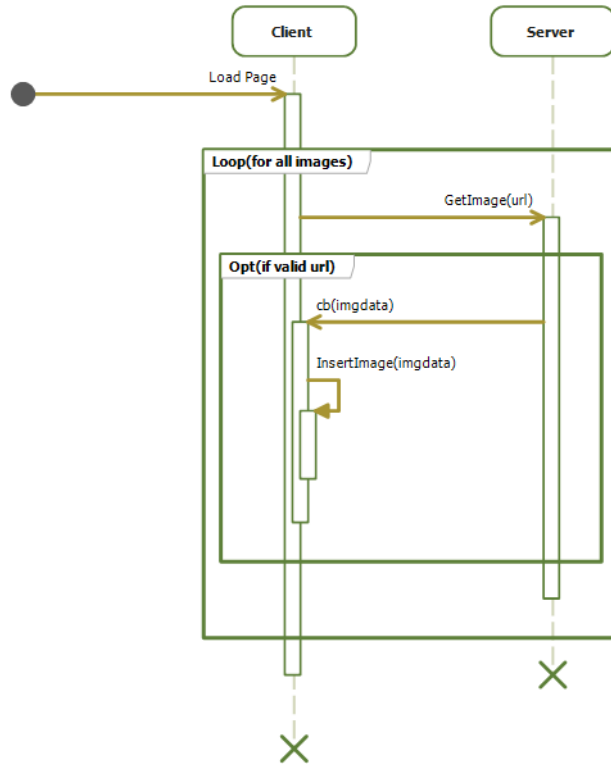 Client
Server
Load Page
Loop(for all images)
GetImage(url)
Opt(if valid url)
cb(imgdata)
InsertImage(imgdata)